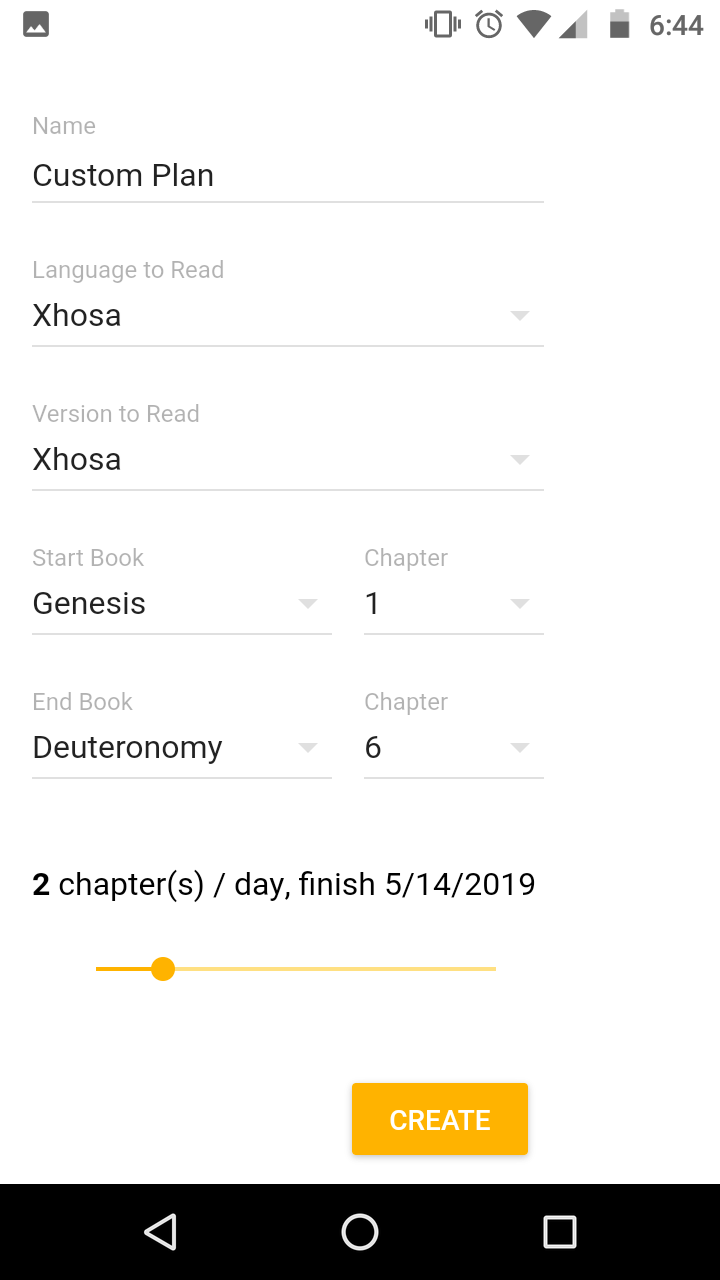 6:44
Name
Custom Plan
Language to Read
Xhosa
Version to Read
Xhosa
Start Book Chapter
Genesis 1
End Book Chapter
Deuteronomy 6
2 chapter(s) / day, finish 5/14/2019
CREATE